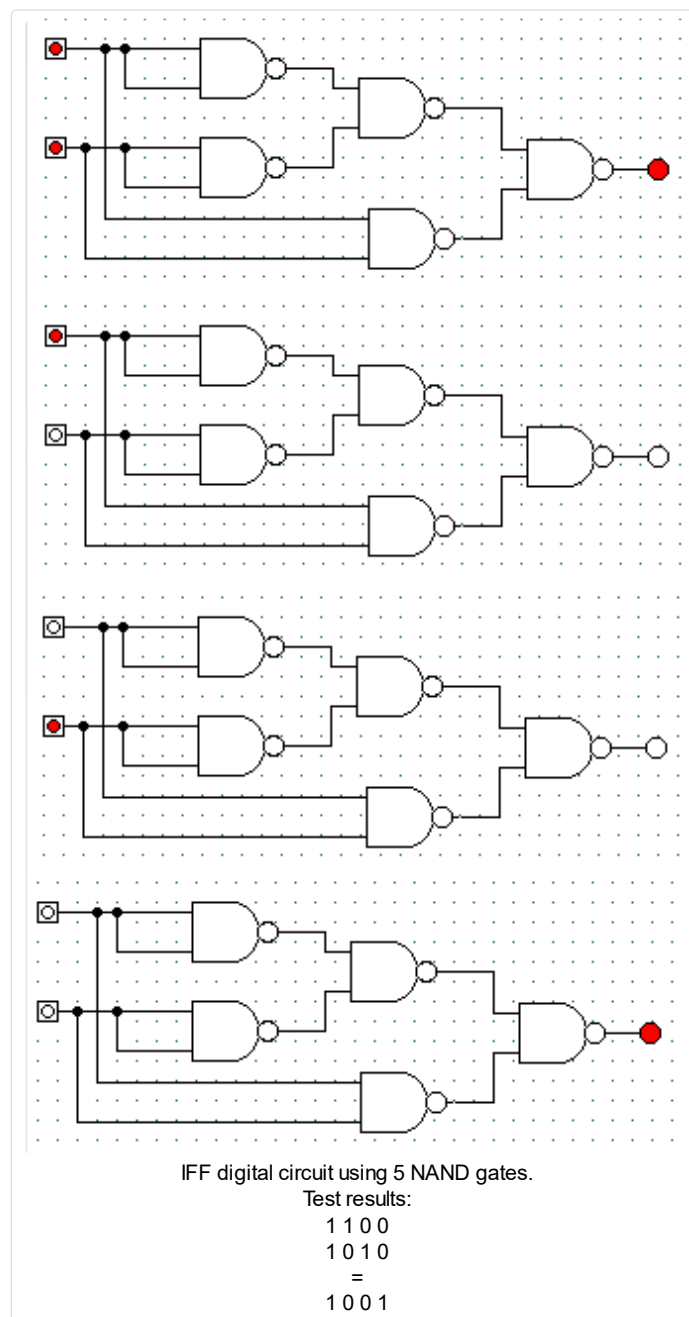 IFF digital circuit using 5 NAND gates.
Test results:
1 1 0 0
1 0 1 0
=
1 0 0 1